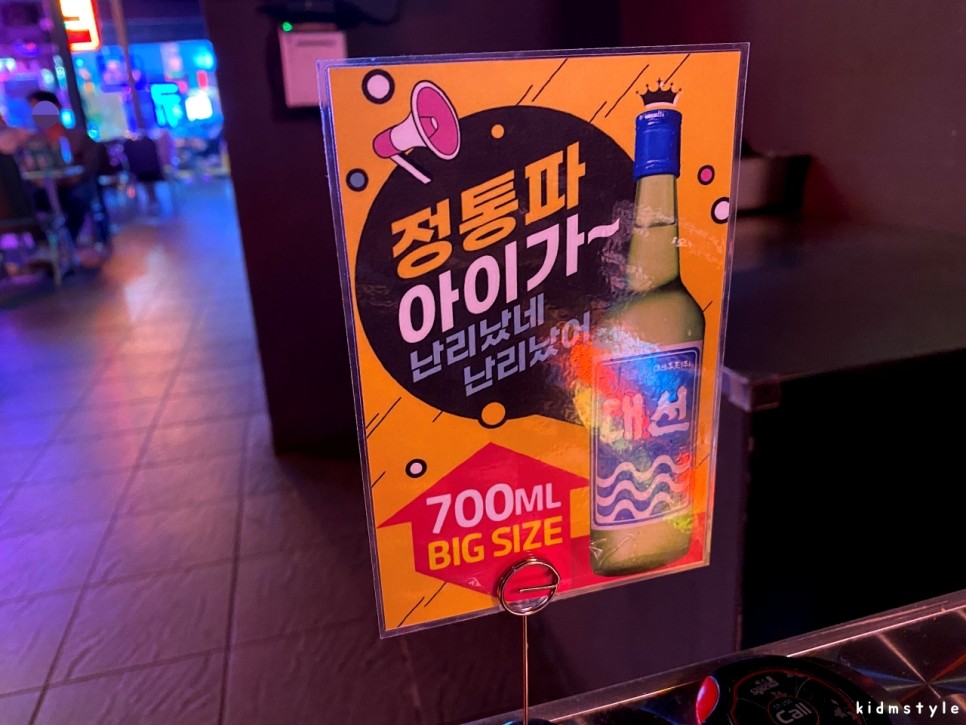 정통파
아이가~
난리났네
난리났어
대선
700ML
BIG SIZE
Call
kidmstyle